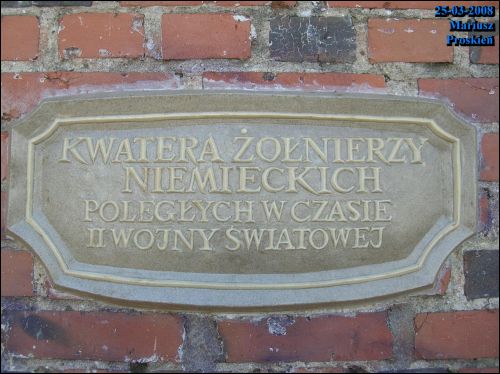 25-03-2008
Mariusz
Proskień
KWATERA ŻOŁNIERZY
NIEMIECKICH
POLEGŁYCH W CZASIE
II WOJNY ŚWIATOWEJ